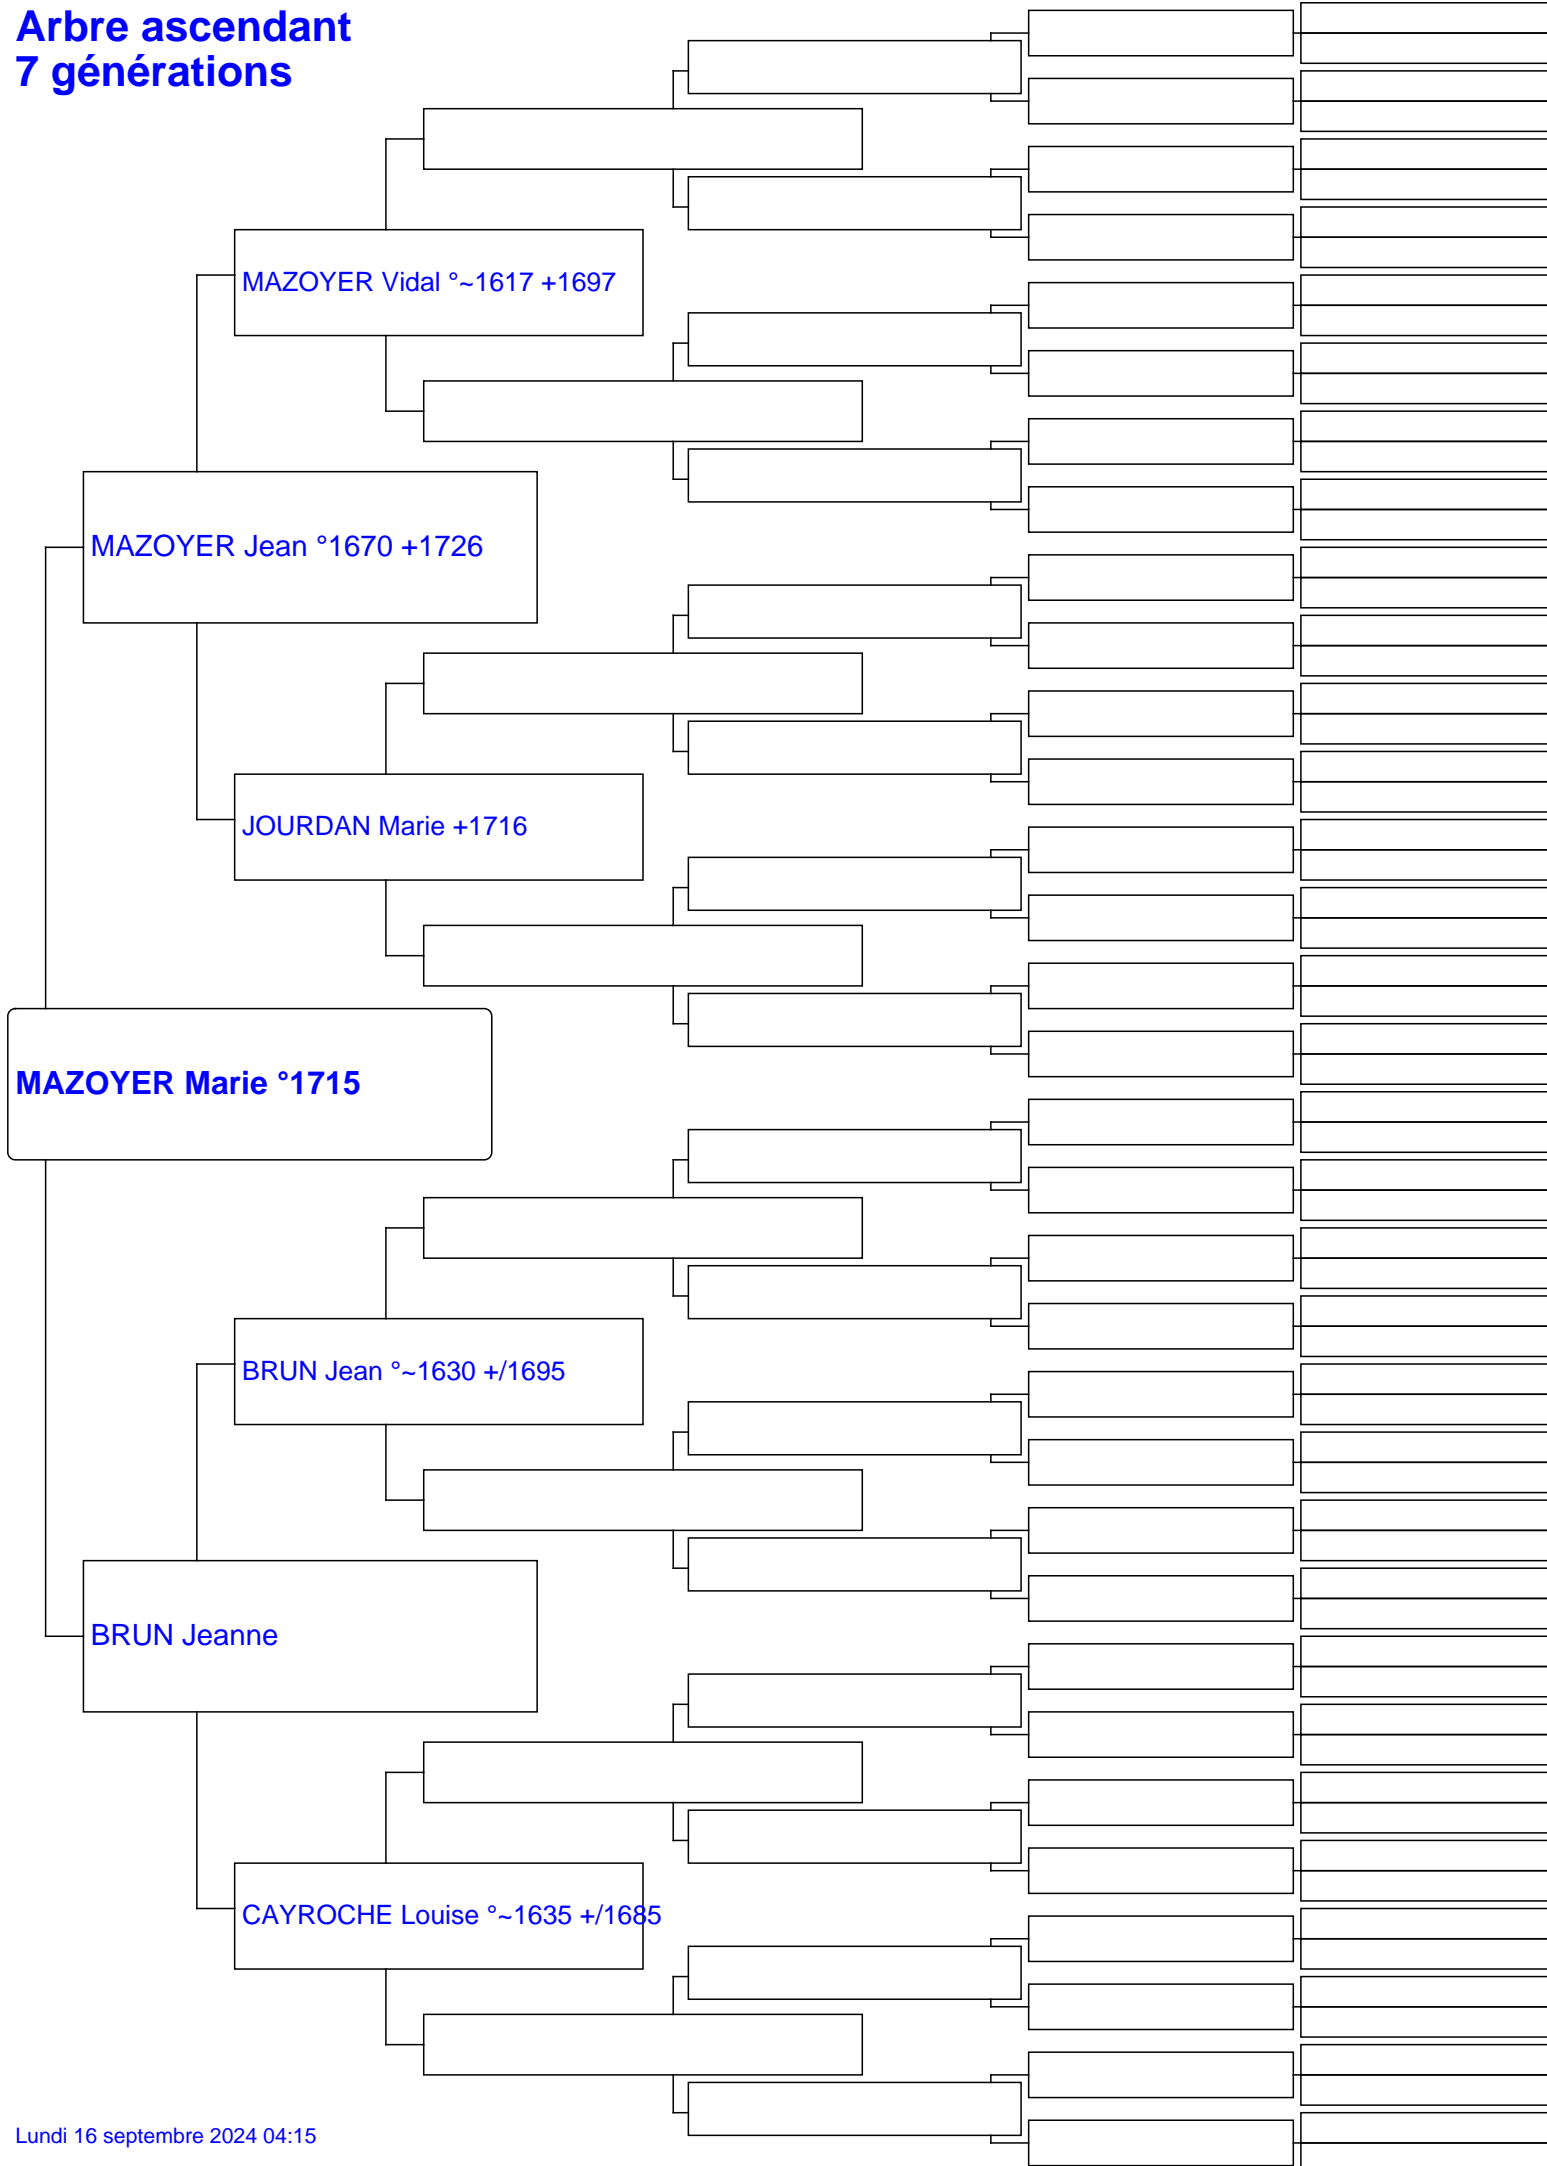 Arbre ascendant
7 générations
MAZOYER Vidal °~1617 +1697
MAZOYER Jean °1670 +1726
JOURDAN Marie +1716
MAZOYER Marie °1715
BRUN Jean °~1630 +/1695
BRUN Jeanne
CAYROCHE Louise °~1635 +/1685
Lundi 16 septembre 2024 04:15